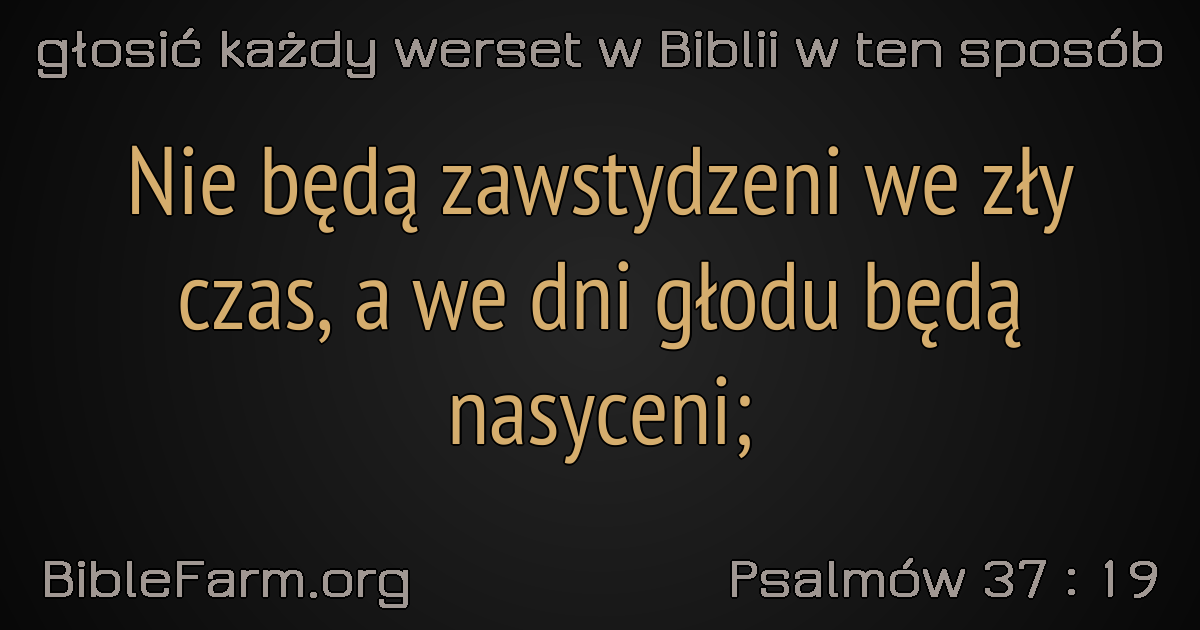 głosić każdy werset w Biblii w ten sposób
Nie będą zawstydzeni we zły
czas, a we dni głodu będą
nasyceni;
BibleFarm.org
Psalmów 37 : 19